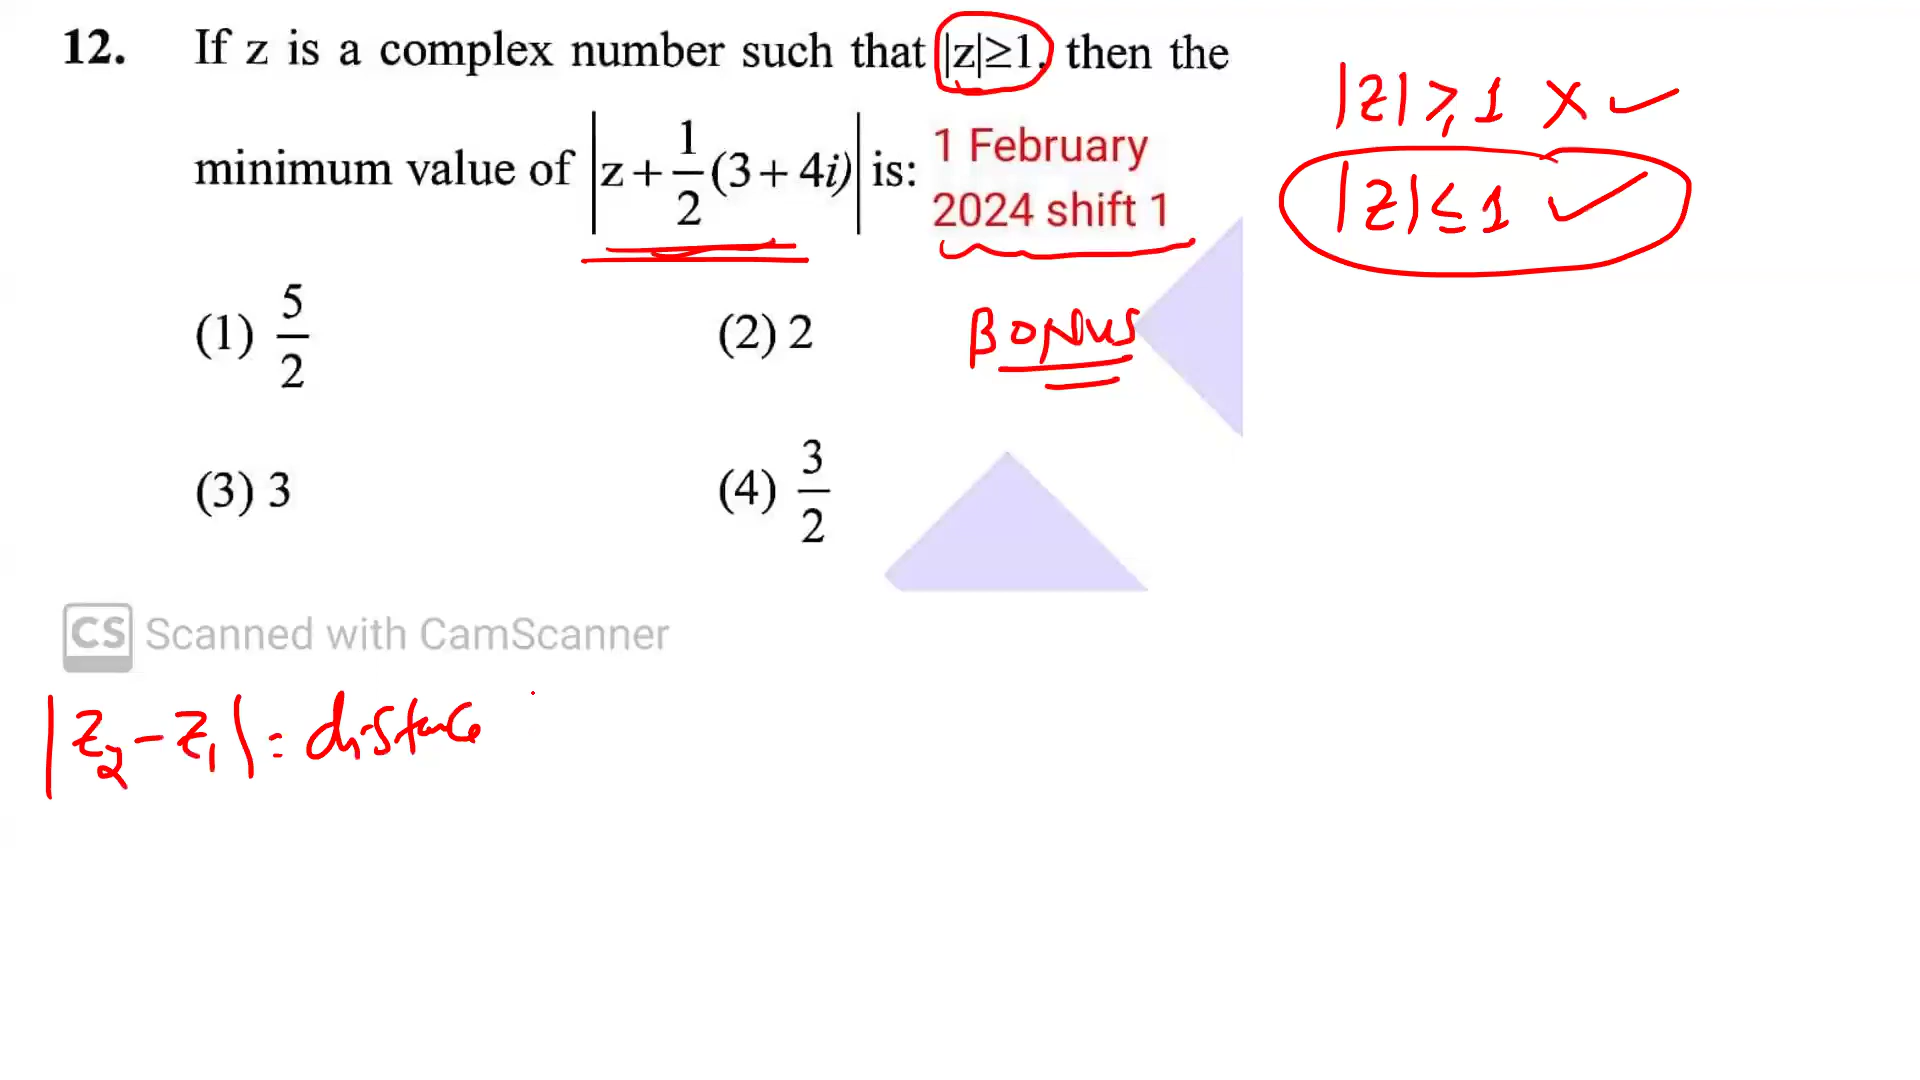 12. If z is a complex number such that |z|≥1, then the
minimum value of |z+1/2(3+4i)| is:
1 February
2024 shift 1
(1) 5/2
(2) 2
(3) 3
(4) 3/2
|z|≥1 × ✓
|z|≤1 ✓
BONUS
CS Scanned with CamScanner
|z₂-z₁|= distance